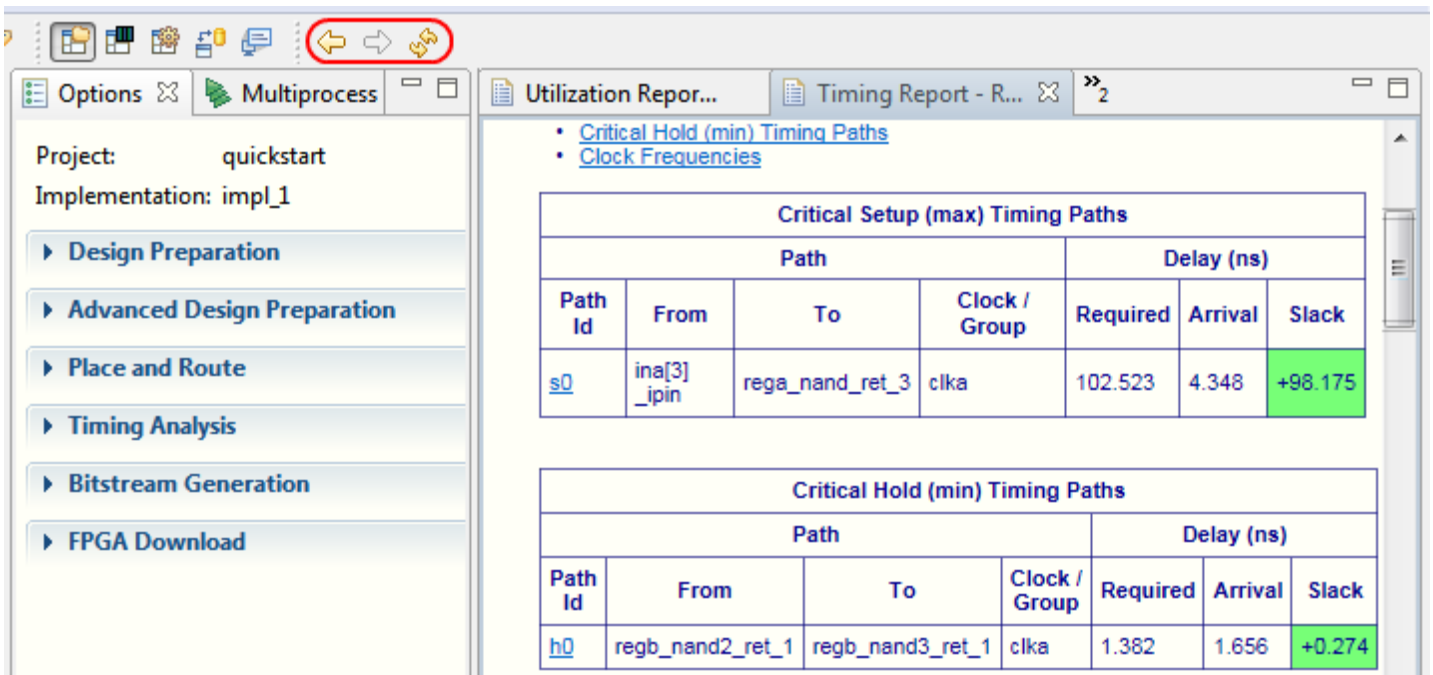 Options
Multiprocess
Utilization Repor...
Timing Report - R...
»2
Project: quickstart
Implementation: impl_1
Design Preparation
Advanced Design Preparation
Place and Route
Timing Analysis
Bitstream Generation
FPGA Download
• Critical Hold (min) Timing Paths
• Clock Frequencies
Critical Setup (max) Timing Paths
Path Delay (ns)
Path Id From To Clock / Group Required Arrival Slack
s0 ina[3]_ipin rega_nand_ret_3 clka 102.523 4.348 +98.175
Critical Hold (min) Timing Paths
Path Delay (ns)
Path Id From To Clock / Group Required Arrival Slack
h0 regb_nand2_ret_1 regb_nand3_ret_1 clka 1.382 1.656 +0.274